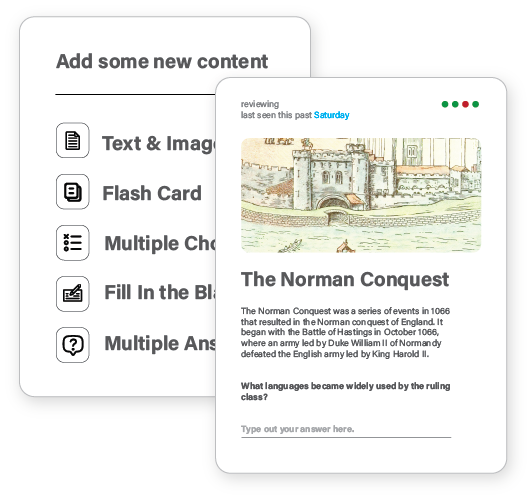 Add some new content
Text & Imag
Flash Card
Multiple Cho
Fill In the Bla
Multiple Ans
reviewing
last seen this past Saturday
The Norman Conquest
The Norman Conquest was a series of events in 1066
that resulted in the Norman conquest of England. It
began with the Battle of Hastings in October 1066,
where an army led by Duke William II of Normandy
defeated the English army led by King Harold II.
What languages became widely used by the ruling
class?
Type out your answer here.